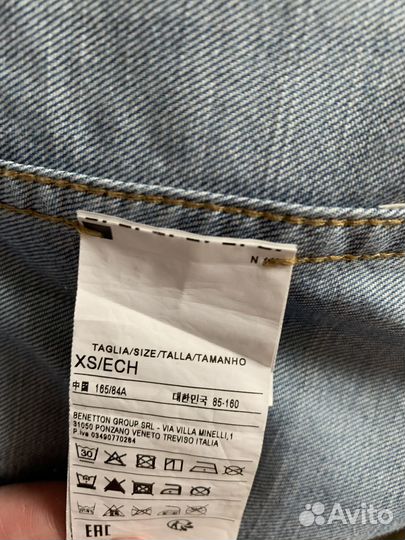 N
TAGLIA/SIZE/TALLA/TAMANHO
XS/ECH
中国 165/84A 대한민국 85-160
BENETTON GROUP SRL - VIA VILLA MINELLI,1
31050 PONZANO VENETO TREVISO ITALIA
P.iva 03490770264
30
EAC
Avito